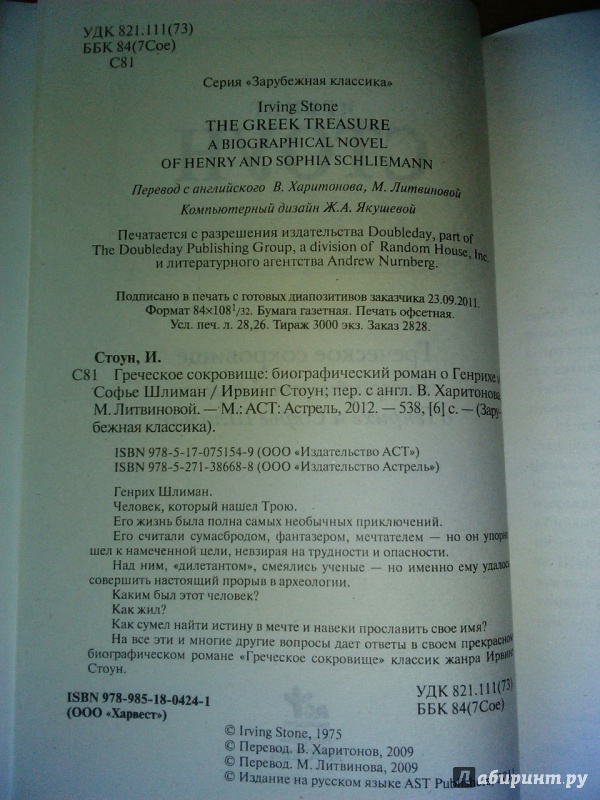 УДК 821.111(73)
ББК 84(7Сое)
С81
Серия «Зарубежная классика»
Irving Stone
THE GREEK TREASURE
A BIOGRAPHICAL NOVEL
OF HENRY AND SOPHIA SCHLIEMANN
Перевод с английского В. Харитонова, М. Литвиновой
Компьютерный дизайн Ж.А. Якушевой
Печатается с разрешения издательства Doubleday, part of
The Doubleday Publishing Group, a division of Random House, Inc.
и литературного агентства Andrew Nurnberg.
Подписано в печать с готовых диапозитивов заказчика 23.09.2011.
Формат 84×108 1/32. Бумага газетная. Печать офсетная.
Усл. печ. л. 28,26. Тираж 3000 экз. Заказ 2828.
Стоун, И.
С81 Греческое сокровище: биографический роман о Генрихе и
Софье Шлиман / Ирвинг Стоун; пер. с англ. В. Харитонова,
М. Литвиновой. — М.: АСТ: Астрель, 2012. — 538, [6] с. — (Зару-
бежная классика).
ISBN 978-5-17-075154-9 (ООО «Издательство АСТ»)
ISBN 978-5-271-38668-8 (ООО «Издательство Астрель»)
Генрих Шлиман.
Человек, который нашел Трою.
Его жизнь была полна самых необычных приключений.
Его считали сумасбродом, фантазером, мечтателем — но он упорно
шел к намеченной цели, невзирая на трудности и опасности.
Над ним, «дилетантом», смеялись ученые — но именно ему удалось
совершить настоящий прорыв в археологии.
Каким был этот человек?
Как жил?
Как сумел найти истину в мечте и навеки прославить свое имя?
На все эти и многие другие вопросы дает ответы в своем прекрасном
биографическом романе «Греческое сокровище» классик жанра Ирвинг
Стоун.
УДК 821.111(73)
ББК 84(7Сое)
ISBN 978-985-18-0424-1
(ООО «Харвест»)
© Irving Stone, 1975
© Перевод. В. Харитонов, 2009
© Перевод. М. Литвинова, 2009
© Издание на русском языке AST Publishers
Лабиринт.ру